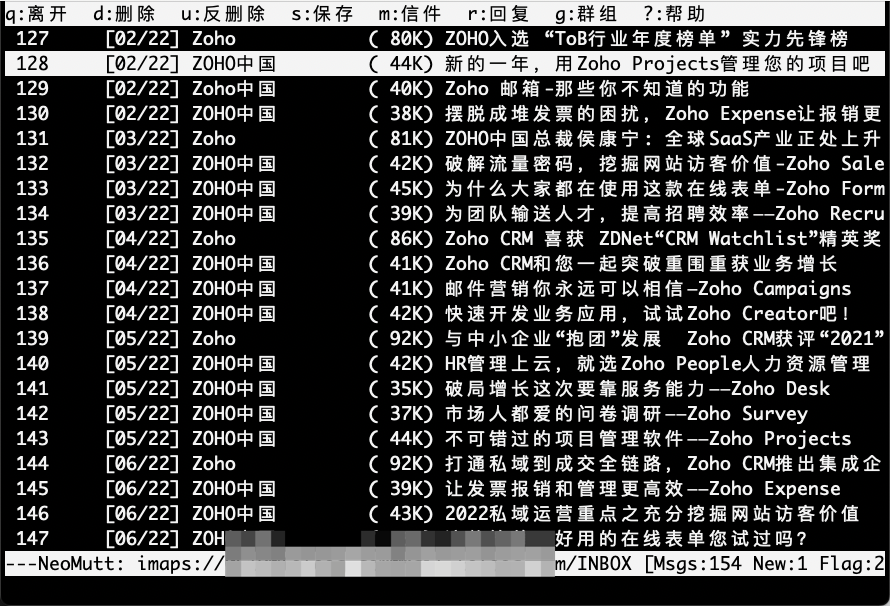 q:离开 d:删除 u:反删除 s:保存 m:信件 r:回复 g:群组 ?:帮助
127 [02/22] Zoho ( 80K) ZOHO入选 “ToB行业年度榜单” 实力先锋榜
128 [02/22] ZOHO中国 ( 44K) 新的一年，用Zoho Projects管理您的项目吧
129 [02/22] ZOHO中国 ( 40K) Zoho 邮箱-那些你不知道的功能
130 [02/22] ZOHO中国 ( 38K) 摆脱成堆发票的困扰，Zoho Expense让报销更
131 [03/22] Zoho ( 81K) ZOHO中国总裁侯康宁：全球SaaS产业正处上升
132 [03/22] ZOHO中国 ( 42K) 破解流量密码，挖掘网站访客价值-Zoho Sale
133 [03/22] ZOHO中国 ( 45K) 为什么大家都在使用这款在线表单-Zoho Form
134 [03/22] ZOHO中国 ( 39K) 为团队输送人才，提高招聘效率——Zoho Recru
135 [04/22] Zoho ( 86K) Zoho CRM 喜获 ZDNet“CRM Watchlist”精英奖
136 [04/22] ZOHO中国 ( 41K) Zoho CRM和您一起突破重围重获业务增长
137 [04/22] ZOHO中国 ( 41K) 邮件营销你永远可以相信—Zoho Campaigns
138 [04/22] ZOHO中国 ( 42K) 快速开发业务应用，试试Zoho Creator吧！
139 [05/22] Zoho ( 92K) 与中小企业“抱团”发展 Zoho CRM获评“2021”
140 [05/22] ZOHO中国 ( 42K) HR管理上云，就选Zoho People人力资源管理
141 [05/22] ZOHO中国 ( 35K) 破局增长这次要靠服务能力——Zoho Desk
142 [05/22] ZOHO中国 ( 37K) 市场人都爱的问卷调研——Zoho Survey
143 [05/22] ZOHO中国 ( 44K) 不可错过的项目管理软件——Zoho Projects
144 [06/22] Zoho ( 92K) 打通私域到成交全链路，Zoho CRM推出集成企
145 [06/22] ZOHO中国 ( 39K) 让发票报销和管理更高效——Zoho Expense
146 [06/22] ZOHO中国 ( 43K) 2022私域运营重点之充分挖掘网站访客价值
147 [06/22] ZOH 好用的在线表单您试过吗？
---NeoMutt: imaps:// m/INBOX [Msgs:154 New:1 Flag:2